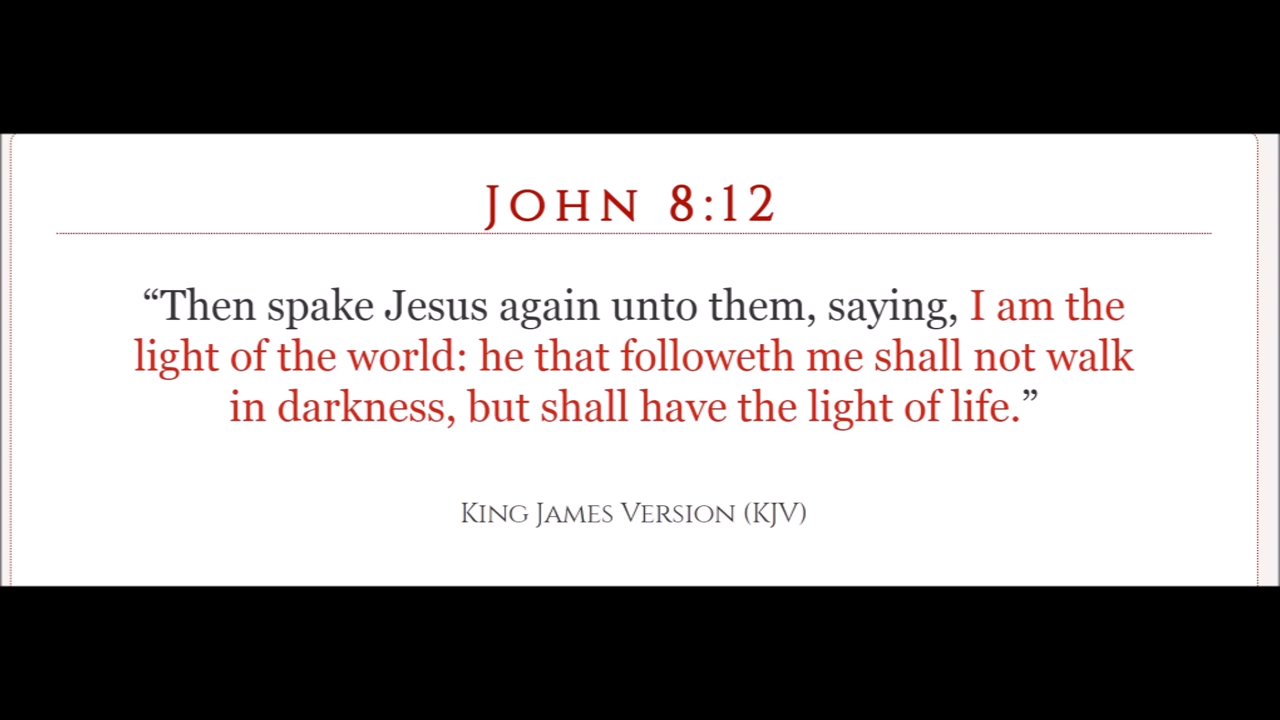 John 8:12
“Then spake Jesus again unto them, saying, I am the
light of the world: he that followeth me shall not walk
in darkness, but shall have the light of life.”
King James Version (KJV)